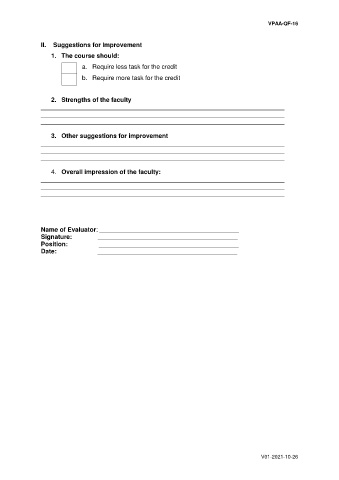 VPAA-QF-16
II. Suggestions for Improvement
1. The course should:
a. Require less task for the credit
b. Require more task for the credit
2. Strengths of the faculty
3. Other suggestions for Improvement
4. Overall Impression of the faculty:
Name of Evaluator:
Signature:
Position:
Date:
V01-2021-10-26